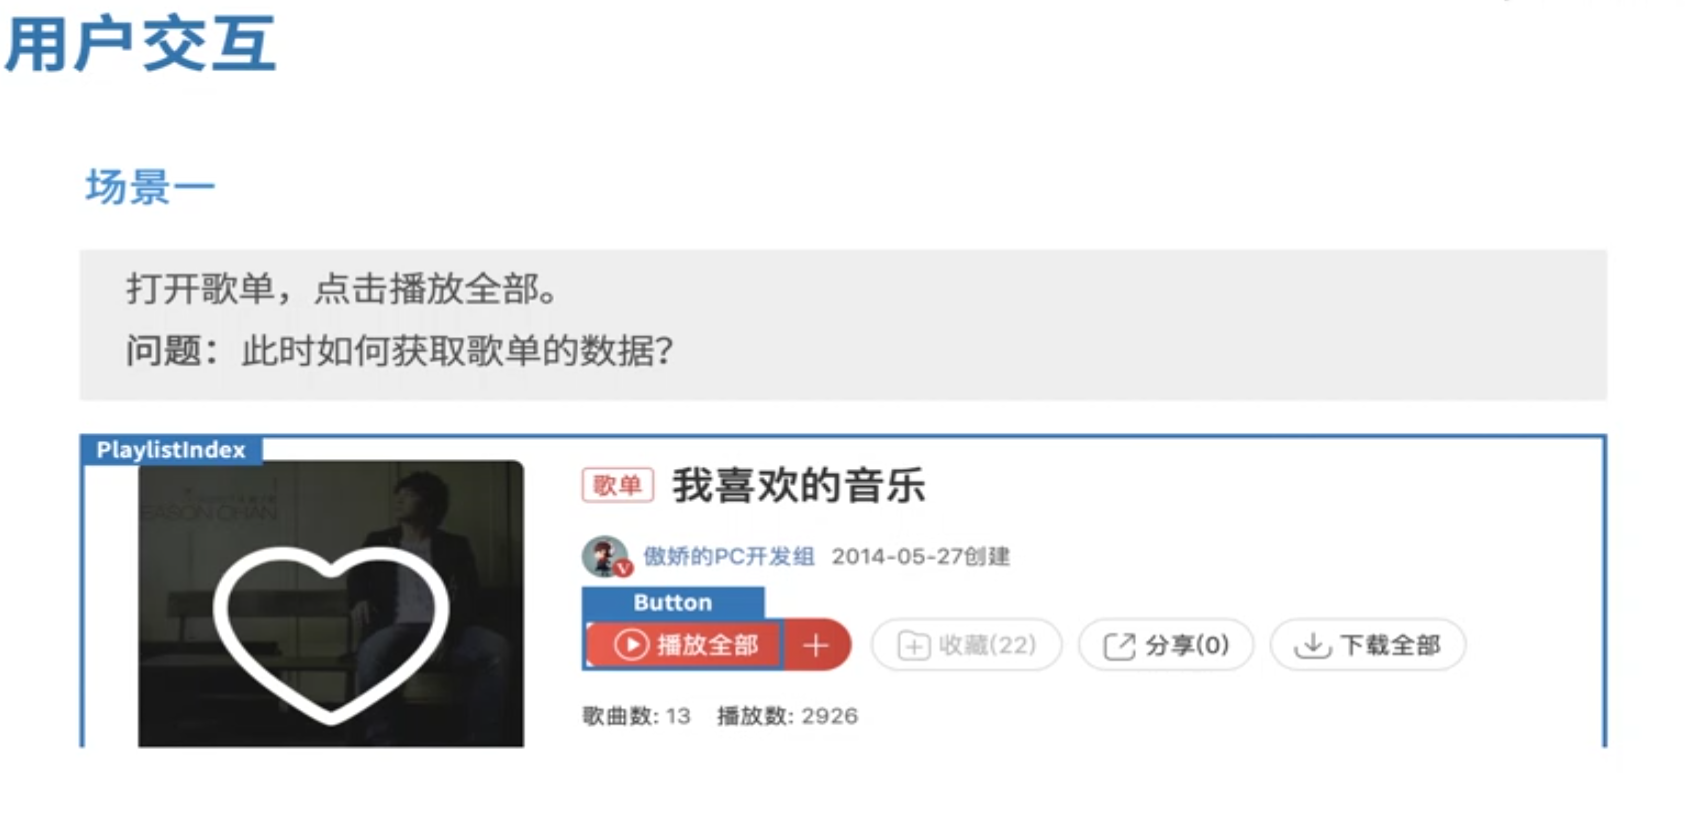 用户交互
场景一
打开歌单，点击播放全部。
问题：此时如何获取歌单的数据？
PlaylistIndex
EASON CHAN
歌单 我喜欢的音乐
傲娇的PC开发组 2014-05-27创建
Button
播放全部 + 收藏(22) 分享(0) 下载全部
歌曲数: 13 播放数: 2926